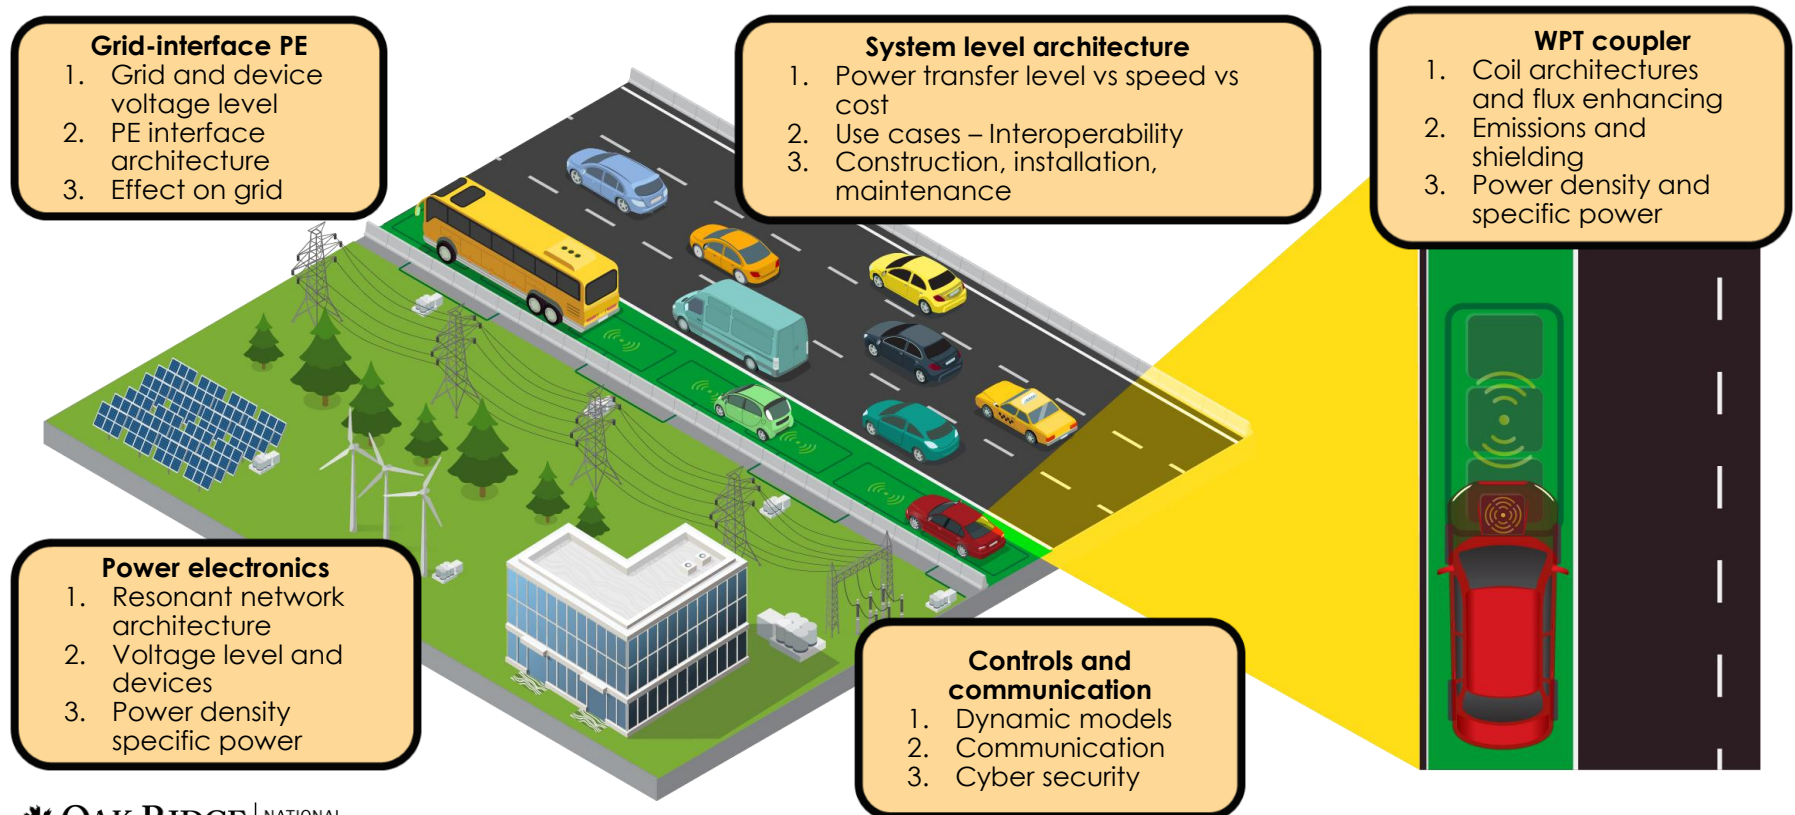 Grid-interface PE
1. Grid and device
voltage level
2. PE interface
architecture
3. Effect on grid
System level architecture
1. Power transfer level vs speed vs
cost
2. Use cases – Interoperability
3. Construction, installation,
maintenance
WPT coupler
1. Coil architectures
and flux enhancing
2. Emissions and
shielding
3. Power density and
specific power
Power electronics
1. Resonant network
architecture
2. Voltage level and
devices
3. Power density
specific power
Controls and
communication
1. Dynamic models
2. Communication
3. Cyber security
OAK RIDGE NATIONAL